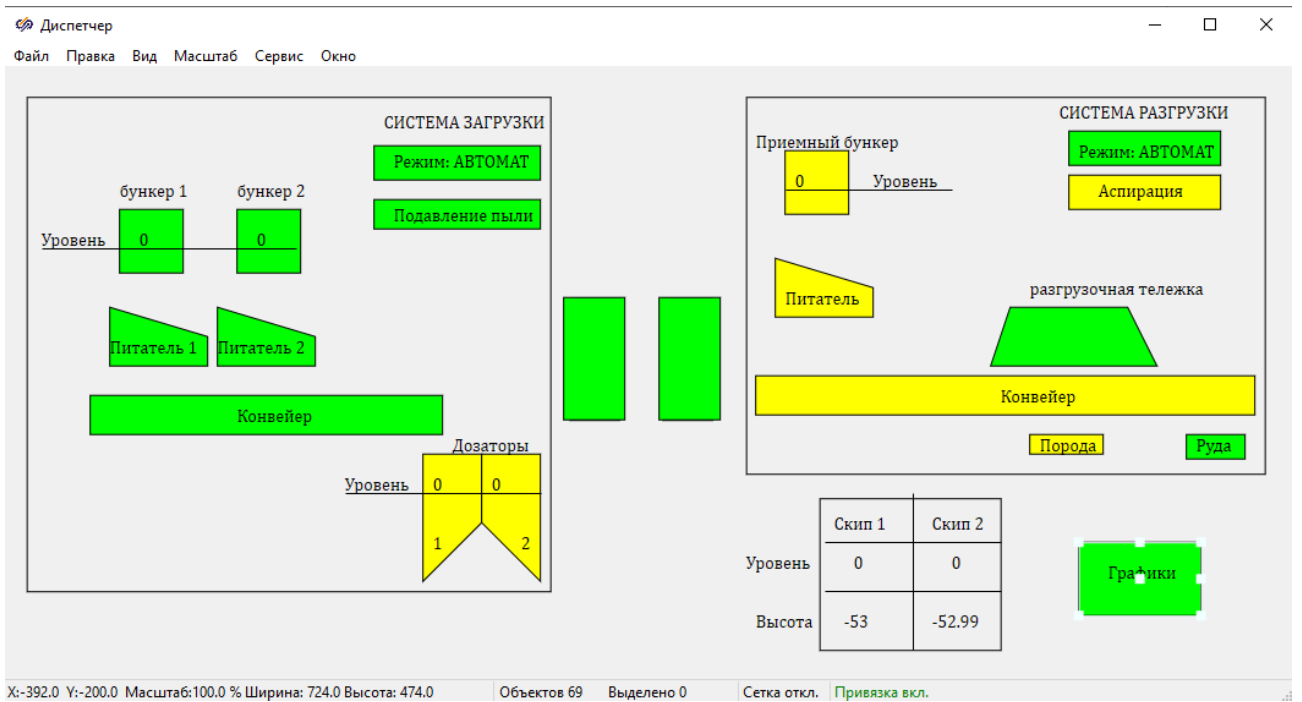 Диспетчер
Файл Правка Вид Масштаб Сервис Окно
СИСТЕМА ЗАГРУЗКИ
Режим: АВТОМАТ
Подавление пыли
бункер 1 бункер 2
Уровень 0 0
Питатель 1 Питатель 2
Конвейер
Дозаторы
Уровень 0 0
1 2
СИСТЕМА РАЗГРУЗКИ
Приемный бункер
Режим: АВТОМАТ
0 Уровень
Аспирация
Питатель
разгрузочная тележка
Конвейер
Порода Руда
Скип 1 Скип 2
Уровень 0 0
Высота -53 -52.99
Графики
X:-392.0 Y:-200.0 Масштаб:100.0 % Ширина: 724.0 Высота: 474.0 Объектов 69 Выделено 0 Сетка откл. Привязка вкл.